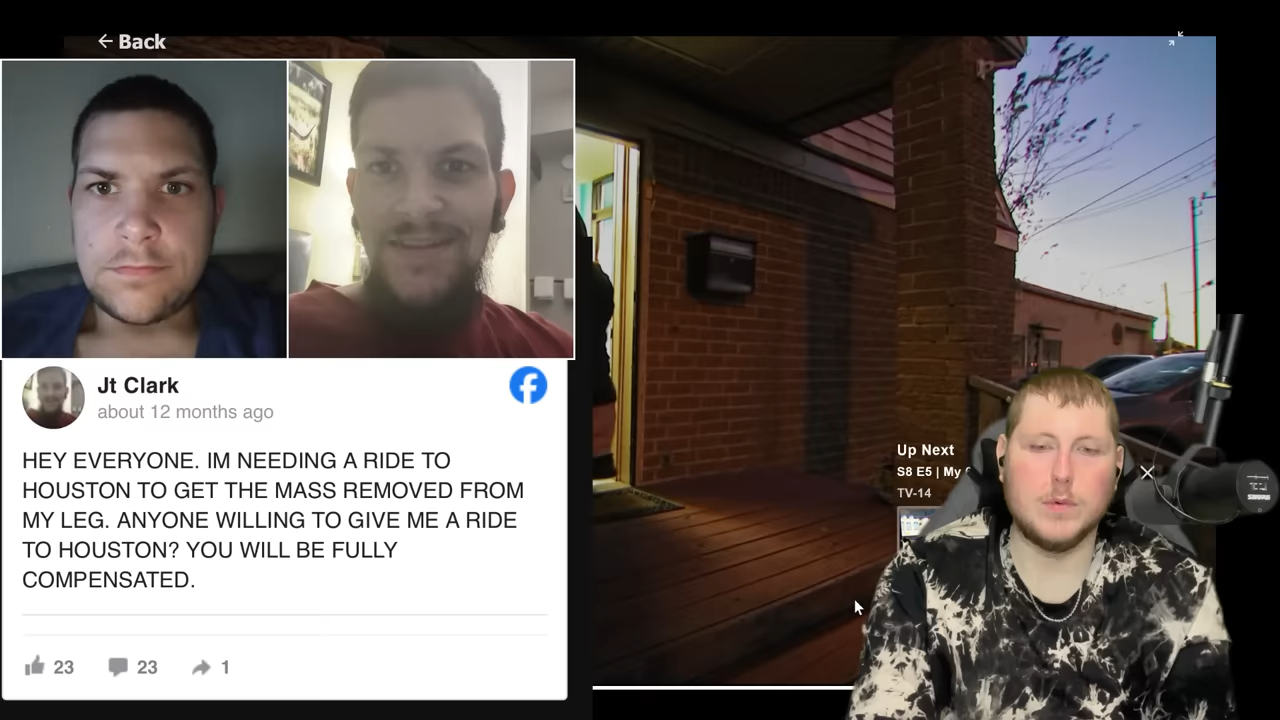 ← Back
Jt Clark
about 12 months ago
HEY EVERYONE. IM NEEDING A RIDE TO
HOUSTON TO GET THE MASS REMOVED FROM
MY LEG. ANYONE WILLING TO GIVE ME A RIDE
TO HOUSTON? YOU WILL BE FULLY
COMPENSATED.
23
23
1
Up Next
S8 E5 | My
TV-14